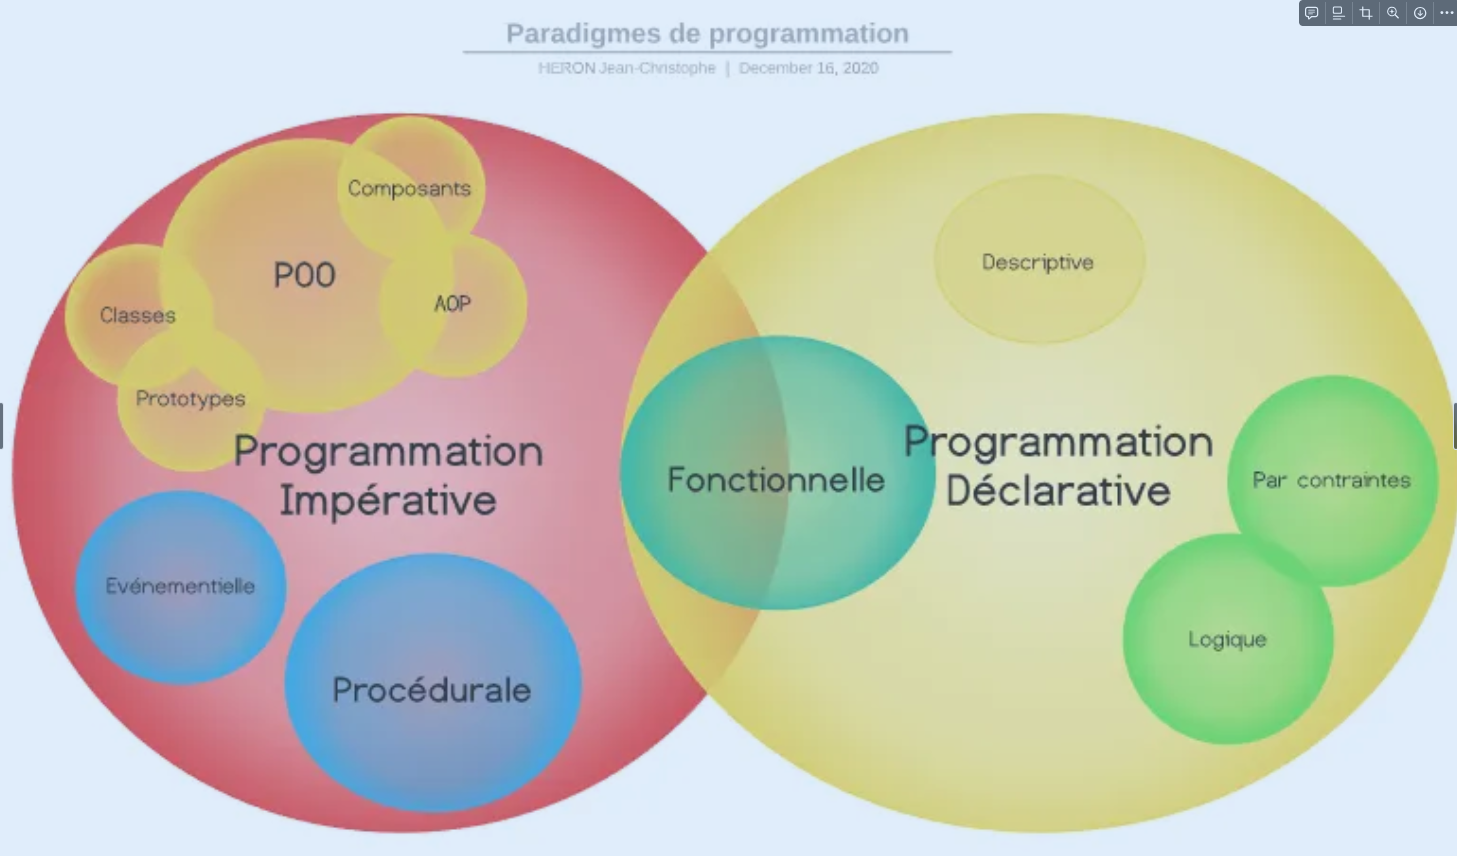 Paradigmes de programmation
HERON Jean-Christophe | December 16, 2020
Composants
POO
AOP
Classes
Prototypes
Programmation
Impérative
Evénementielle
Procédurale
Fonctionnelle
Descriptive
Programmation
Déclarative
Par contraintes
Logique